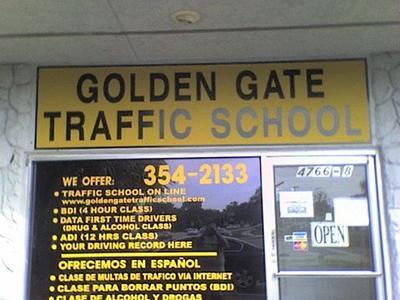 GOLDEN GATE
TRAFFIC SCHOOL
WE OFFER: 354-2133
• TRAFFIC SCHOOL ON LINE
www.goldengatetrafficschool.com
• BDI (4 HOUR CLASS)
• DATA FIRST TIME DRIVERS
(DRUG & ALCOHOL CLASS)
• ADI (12 HRS CLASS)
• YOUR DRIVING RECORD HERE
OFRECEMOS EN ESPAÑOL
• CLASE DE MULTAS DE TRAFICO VIA INTERNET
• CLASE PARA BORRAR PUNTOS (BDI)
• CLASE DE ALCOHOL Y DROGAS
4766-B
OPEN